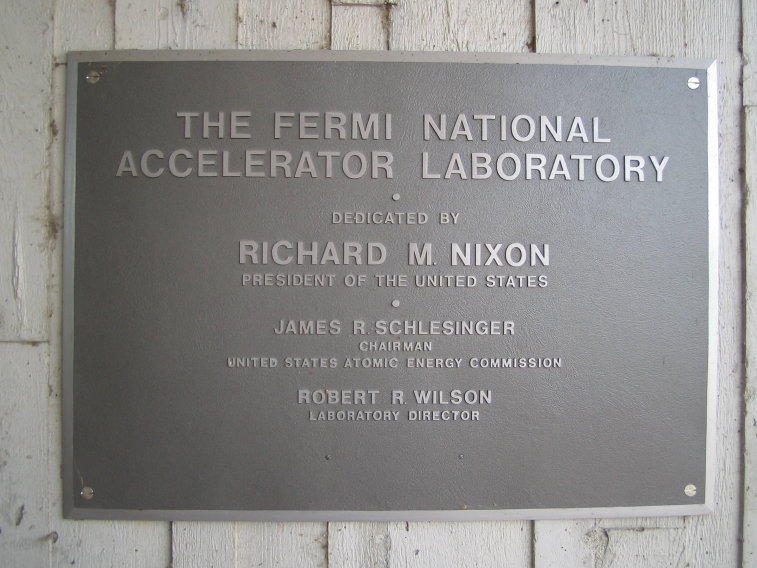 THE FERMI NATIONAL
ACCELERATOR LABORATORY
DEDICATED BY
RICHARD M. NIXON
PRESIDENT OF THE UNITED STATES
JAMES R. SCHLESINGER
CHAIRMAN
UNITED STATES ATOMIC ENERGY COMMISSION
ROBERT R. WILSON
LABORATORY DIRECTOR